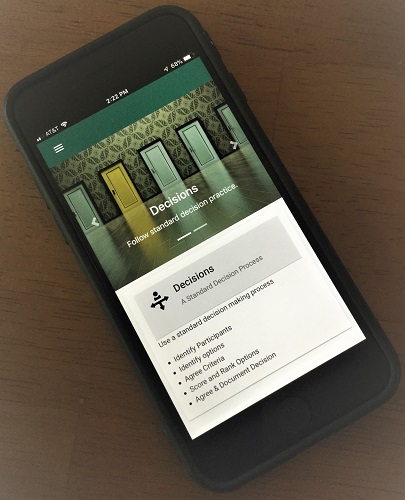 AT&T 2:22 PM 68%
Decisions
Follow standard decision practice.
Decisions
A Standard Decision Process
Use a standard decision making process
Identify Participants
Identify options
Agree Criteria
Score and Rank Options
Agree & Document Decision